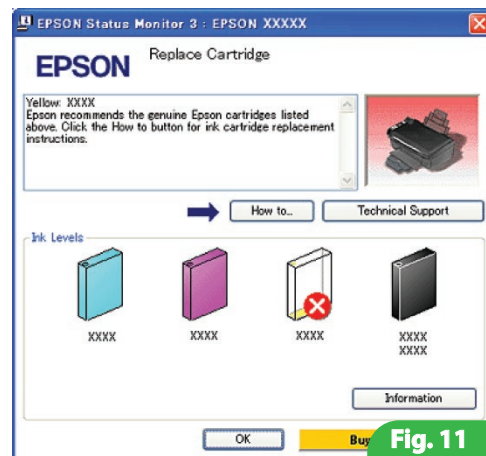 EPSON Status Monitor 3 : EPSON XXXXX
EPSON
Replace Cartridge
Yellow: XXXX
Epson recommends the genuine Epson cartridges listed
above. Click the How to button for ink cartridge replacement
instructions.
How to...
Technical Support
Ink Levels
XXXX
XXXX
XXXX
XXXX
XXXX
Information
OK
Buy
Fig. 11